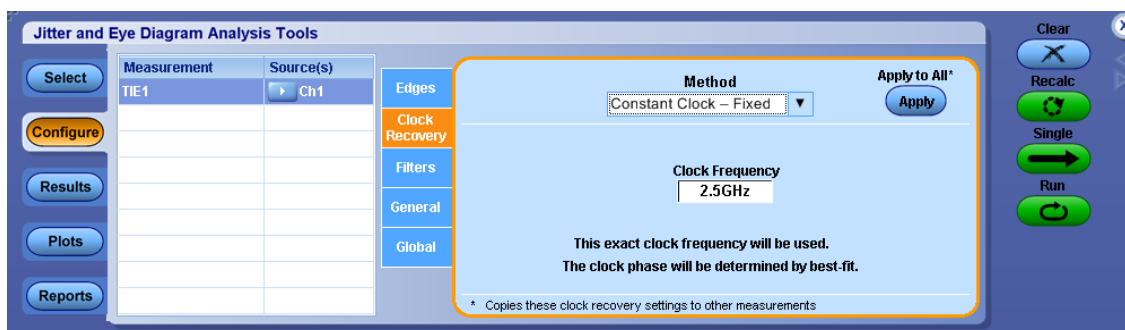 Jitter and Eye Diagram Analysis Tools
Select
Configure
Results
Plots
Reports
Measurement Source(s)
TIE1 Ch1
Edges
Clock
Recovery
Filters
General
Global
Method
Constant Clock – Fixed
Apply to All*
Apply
Clock Frequency
2.5GHz
This exact clock frequency will be used.
The clock phase will be determined by best-fit.
* Copies these clock recovery settings to other measurements
Clear
Recalc
Single
Run